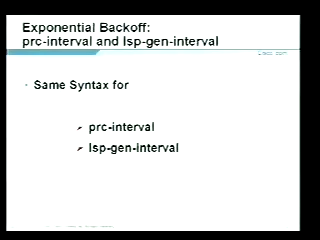 Exponential Backoff:
prc-interval and lsp-gen-interval
Same Syntax for
prc-interval
lsp-gen-interval